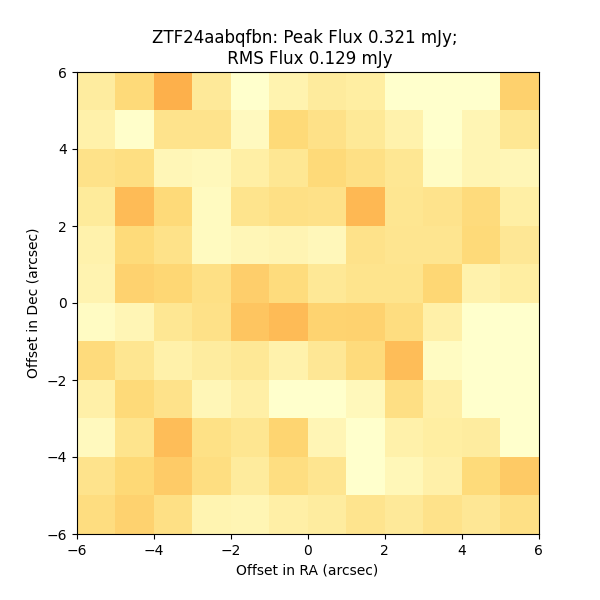 ZTF24aabqfbn: Peak Flux 0.321 mJy;
RMS Flux 0.129 mJy
6
4
2
0
−2
−4
−6
Offset in Dec (arcsec)
−6 −4 −2 0 2 4 6
Offset in RA (arcsec)